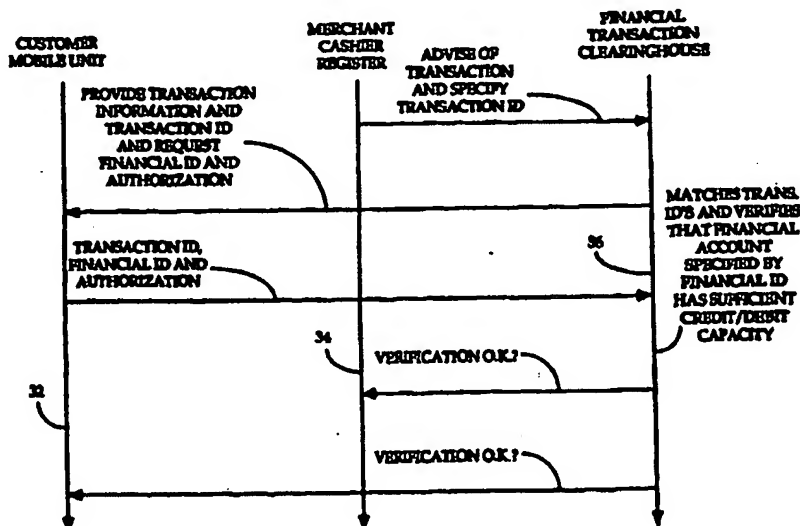 CUSTOMER
MOBILE UNIT
MERCHANT
CASHIER
REGISTER
FINANCIAL
TRANSACTION
CLEARINGHOUSE
ADVISE OF
TRANSACTION
AND SPECIFY
TRANSACTION ID
PROVIDE TRANSACTION
INFORMATION AND
TRANSACTION ID
AND REQUEST
FINANCIAL ID AND
AUTHORIZATION
MATCHES TRANS.
ID'S AND VERIFIES
THAT FINANCIAL
ACCOUNT
SPECIFIED BY
FINANCIAL ID
HAS SUFFICIENT
CREDIT/DEBIT
CAPACITY
TRANSACTION ID,
FINANCIAL ID AND
AUTHORIZATION
36
34
VERIFICATION O.K.?
32
VERIFICATION O.K.?